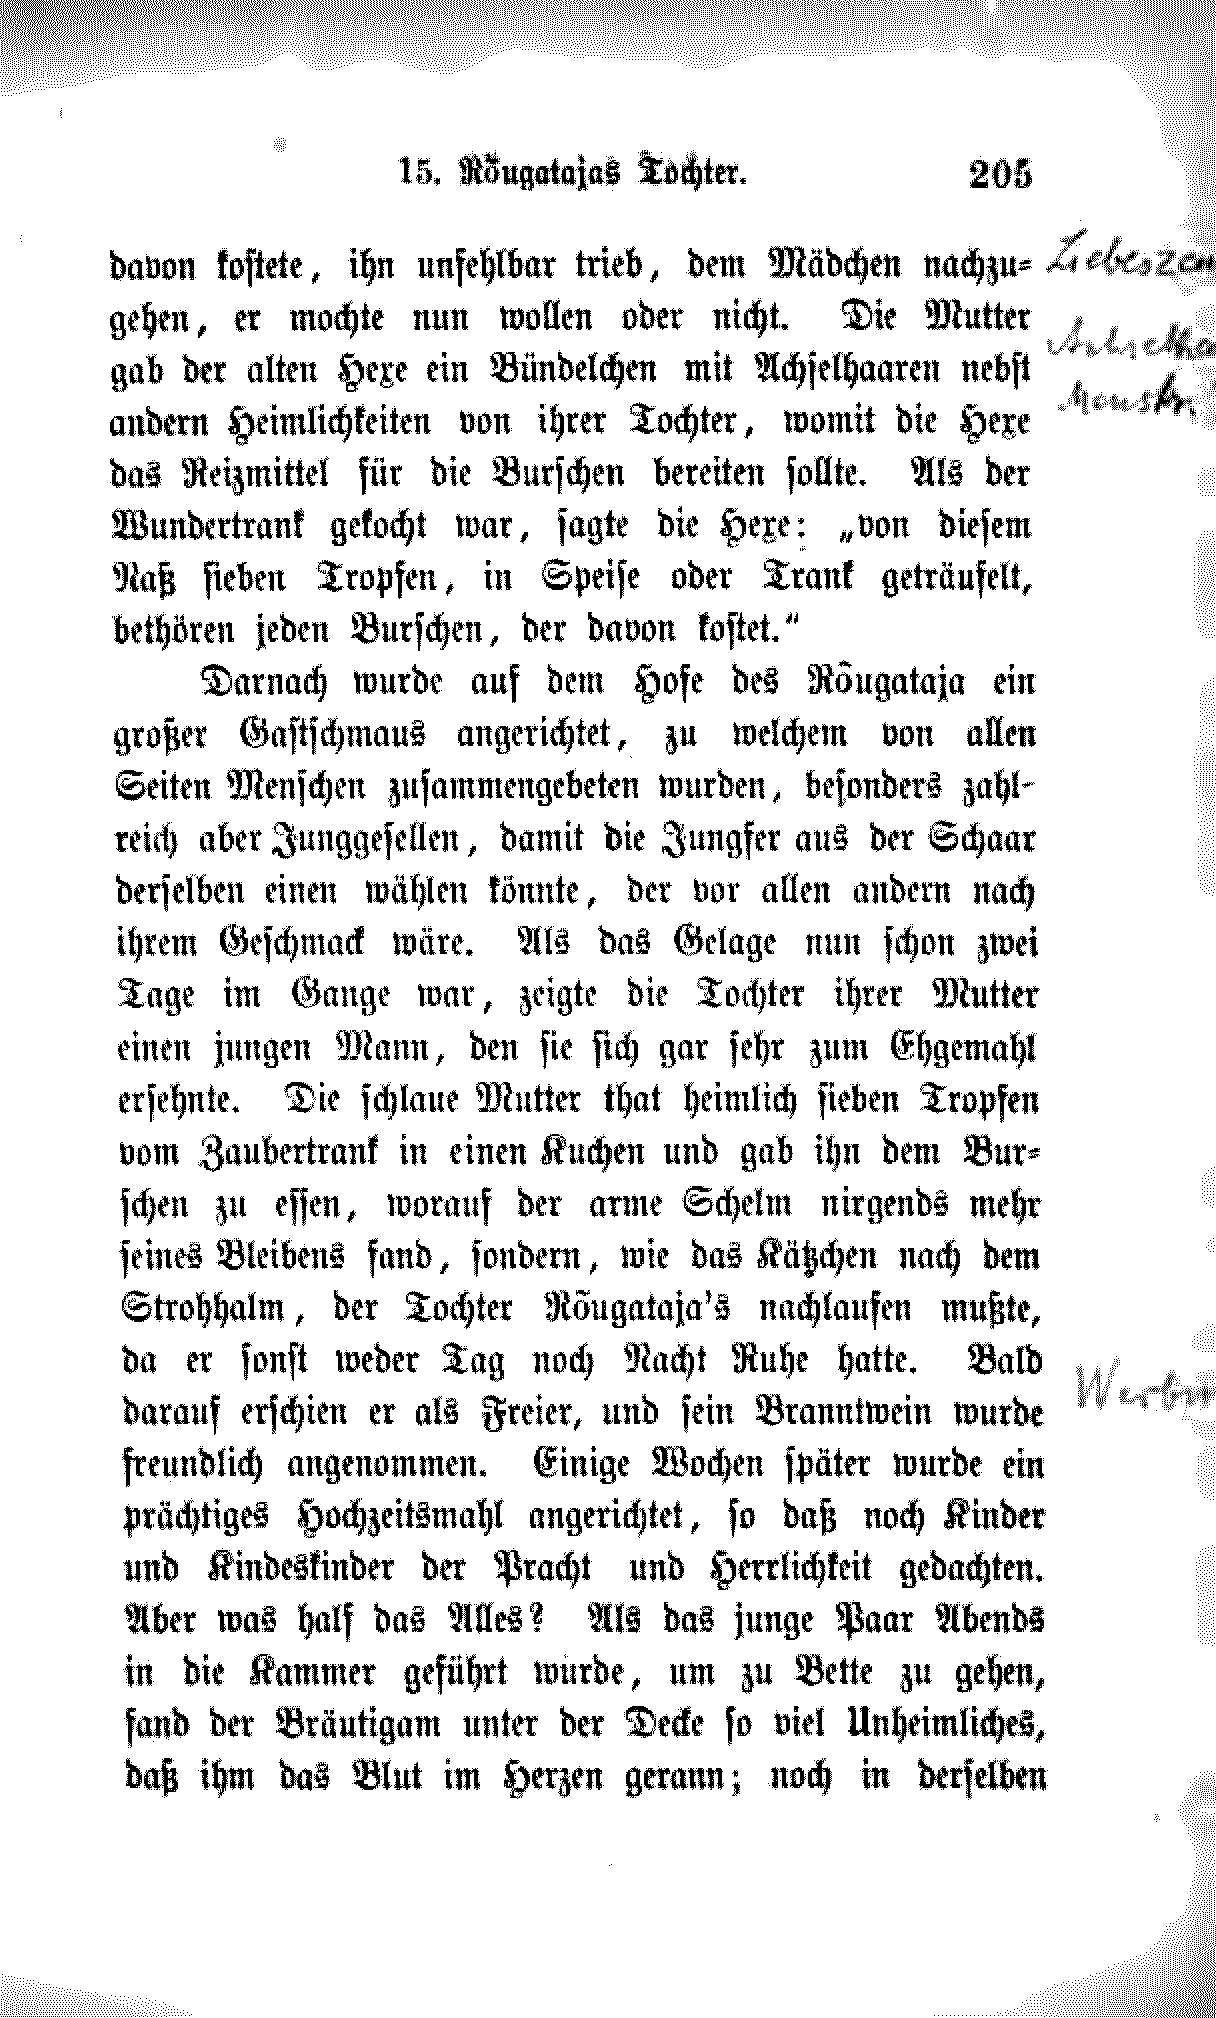 15. Rõugatajas Tochter. 205
davon kostete, ihn unfehlbar trieb, dem Mädchen nachzu-
gehen, er mochte nun wollen oder nicht. Die Mutter
gab der alten Hexe ein Bündelchen mit Achselhaaren nebst
andern Heimlichkeiten von ihrer Tochter, womit die Hexe
das Reizmittel für die Burschen bereiten sollte. Als der
Wundertrank gekocht war, sagte die Hexe: „von diesem
Naß sieben Tropfen, in Speise oder Trank geträufelt,
bethören jeden Burschen, der davon kostet.“
Darnach wurde auf dem Hofe des Rõugataja ein
großer Gastschmaus angerichtet, zu welchem von allen
Seiten Menschen zusammengebeten wurden, besonders zahl-
reich aber Junggesellen, damit die Jungfer aus der Schaar
derselben einen wählen könnte, der vor allen andern nach
ihrem Geschmack wäre. Als das Gelage nun schon zwei
Tage im Gange war, zeigte die Tochter ihrer Mutter
einen jungen Mann, den sie sich gar sehr zum Ehgemahl
ersehnte. Die schlaue Mutter that heimlich sieben Tropfen
vom Zaubertrank in einen Kuchen und gab ihn dem Bur-
schen zu essen, worauf der arme Schelm nirgends mehr
seines Bleibens fand, sondern, wie das Kätzchen nach dem
Strohhalm, der Tochter Rõugataja's nachlaufen mußte,
da er sonst weder Tag noch Nacht Ruhe hatte. Bald
darauf erschien er als Freier, und sein Branntwein wurde
freundlich angenommen. Einige Wochen später wurde ein
prächtiges Hochzeitsmahl angerichtet, so daß noch Kinder
und Kindeskinder der Pracht und Herrlichkeit gedachten.
Aber was half das Alles? Als das junge Paar Abends
in die Kammer geführt wurde, um zu Bette zu gehen,
fand der Bräutigam unter der Decke so viel Unheimliches,
daß ihm das Blut im Herzen gerann; noch in derselben